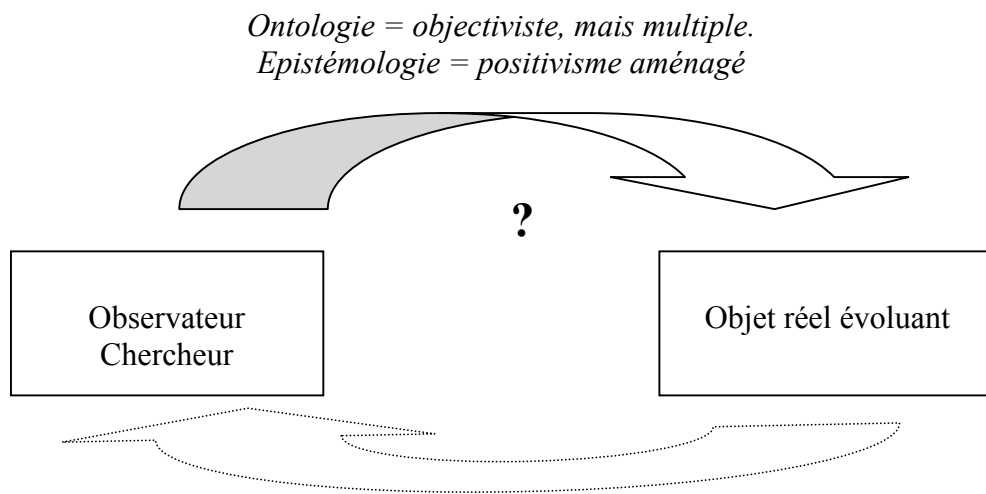 Ontologie = objectiviste, mais multiple.
Epistémologie = positivisme aménagé
?
Observateur
Chercheur
Objet réel évoluant